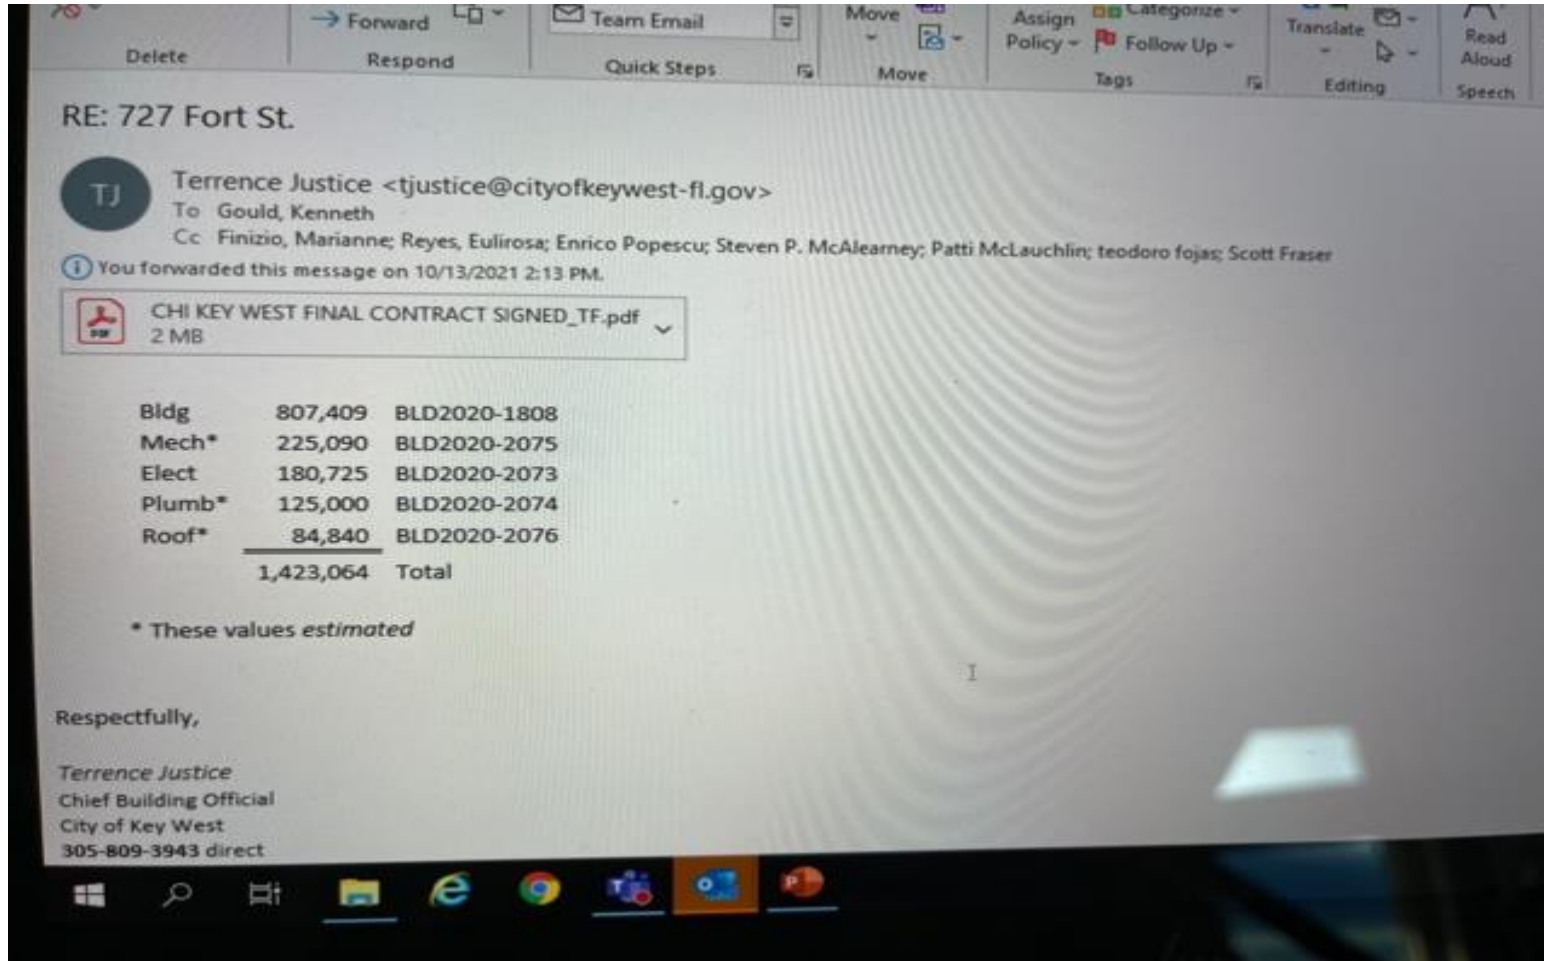 Forward
Team Email
Move
Assign
Policy
Categorize
Follow Up
Translate
Read
Aloud
Delete
Respond
Quick Steps
Move
Tags
Editing
Speech
RE: 727 Fort St.
TJ
Terrence Justice <tjustice@cityofkeywest-fl.gov>
To Gould, Kenneth
Cc Finizio, Marianne; Reyes, Eulirosa; Enrico Popescu; Steven P. McAlearney; Patti McLauchlin; teodoro fojas; Scott Fraser
You forwarded this message on 10/13/2021 2:13 PM.
CHI KEY WEST FINAL CONTRACT SIGNED_TF.pdf
2 MB
Bldg 807,409 BLD2020-1808
Mech* 225,090 BLD2020-2075
Elect 180,725 BLD2020-2073
Plumb* 125,000 BLD2020-2074
Roof* 84,840 BLD2020-2076
1,423,064 Total
* These values estimated
Respectfully,
Terrence Justice
Chief Building Official
City of Key West
305-809-3943 direct